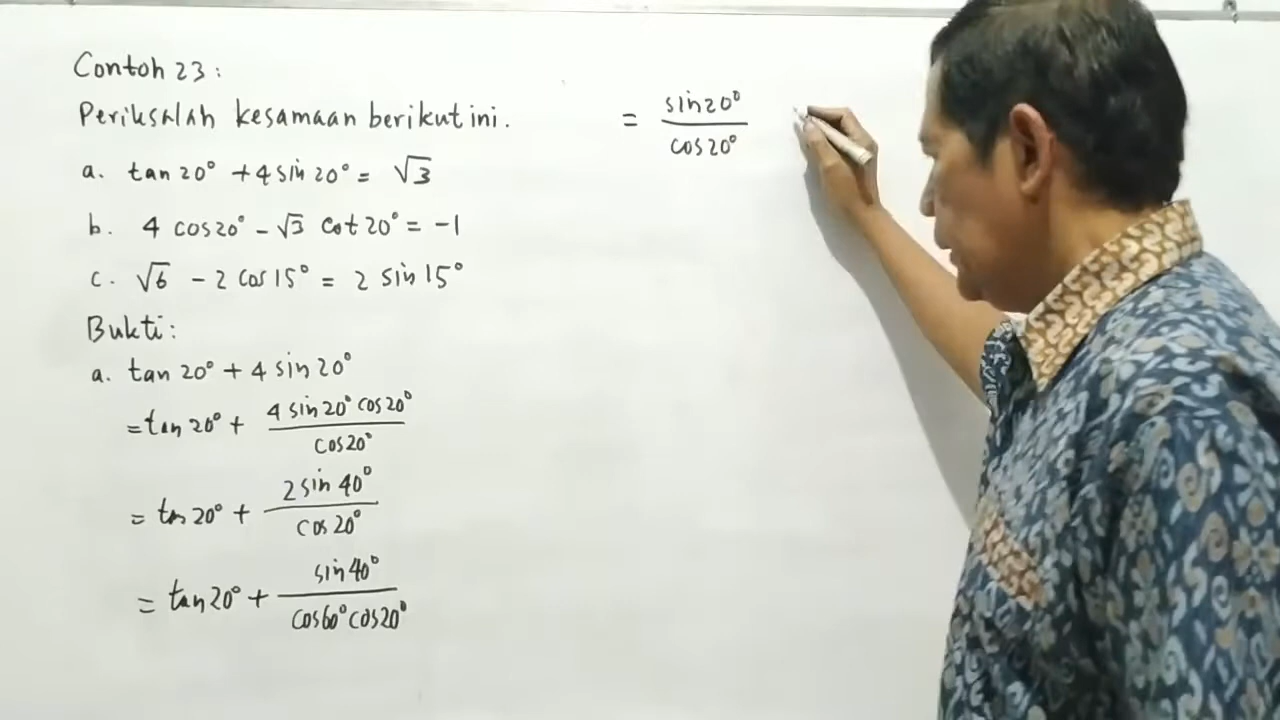 Contoh 23:
Periksalah kesamaan berikut ini.
a. tan 20° + 4 sin 20° = √3
b. 4 cos 20° - √3 cot 20° = -1
c. √6 - 2 cos 15° = 2 sin 15°
Bukti:
a. tan 20° + 4 sin 20°
= tan 20° + 4 sin 20° cos 20° / cos 20°
= tan 20° + 2 sin 40° / cos 20°
= tan 20° + sin 40° / cos 60° cos 20°
= sin 20° / cos 20°